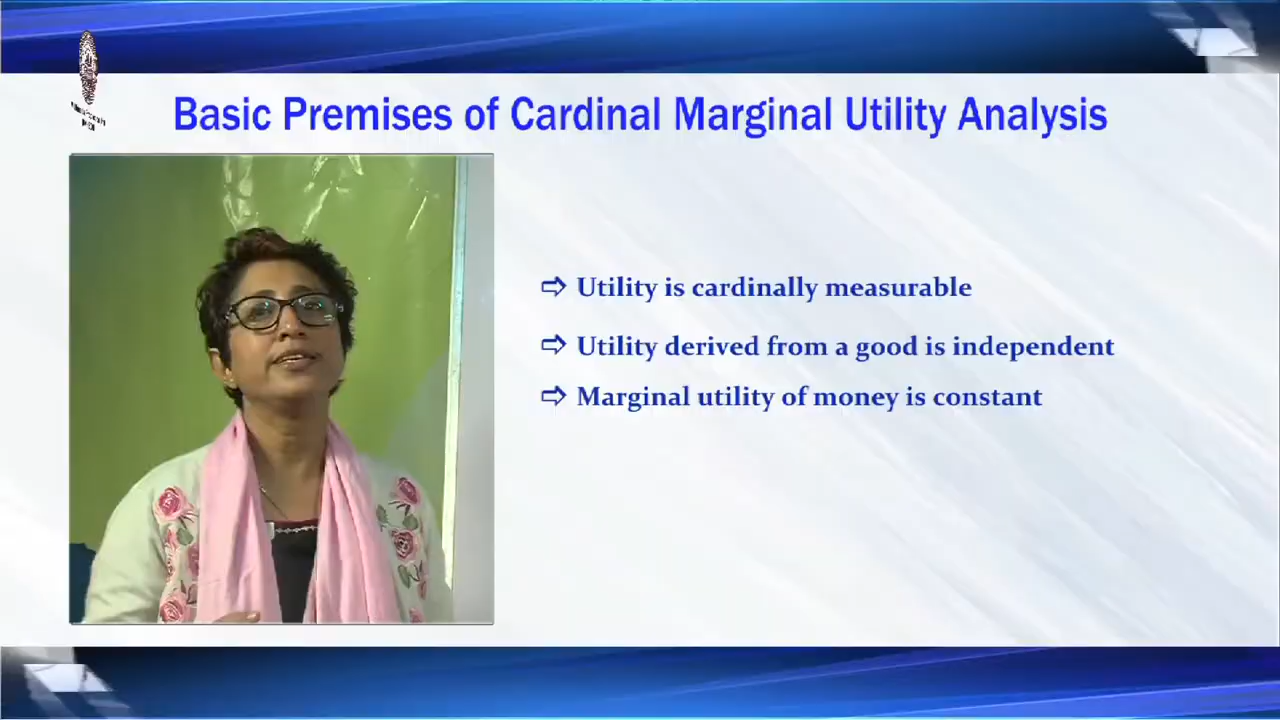 Basic Premises of Cardinal Marginal Utility Analysis
⇨ Utility is cardinally measurable
⇨ Utility derived from a good is independent
⇨ Marginal utility of money is constant